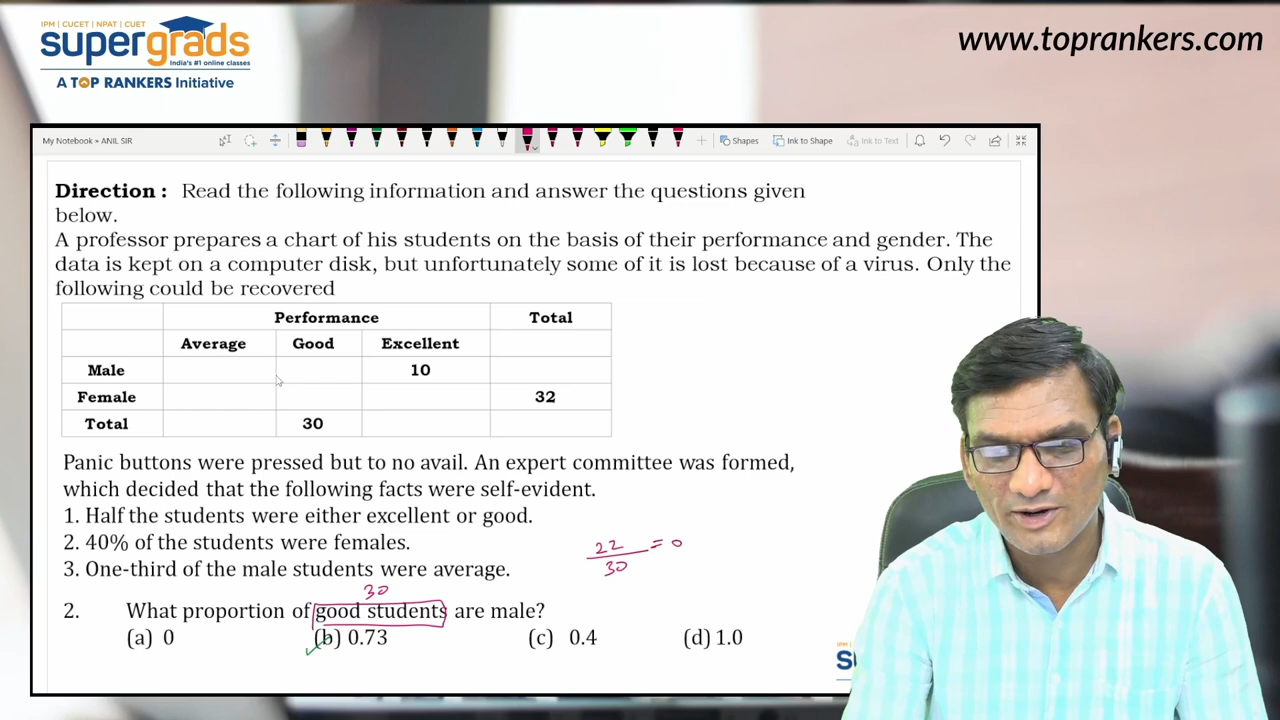 IPM | CUCET | NPAT | CUET
supergrads
India's #1 online classes
A TOP RANKERS Initiative
www.toprankers.com
My Notebook » ANIL SIR
Shapes
Ink to Shape
Ink to Text
Direction : Read the following information and answer the questions given
below.
A professor prepares a chart of his students on the basis of their performance and gender. The
data is kept on a computer disk, but unfortunately some of it is lost because of a virus. Only the
following could be recovered
Performance Total
Average Good Excellent
Male 10
Female 32
Total 30
Panic buttons were pressed but to no avail. An expert committee was formed,
which decided that the following facts were self-evident.
1. Half the students were either excellent or good.
2. 40% of the students were females.
3. One-third of the male students were average.
22
30
= 0
30
2. What proportion of good students are male?
(a) 0 (b) 0.73 (c) 0.4 (d) 1.0